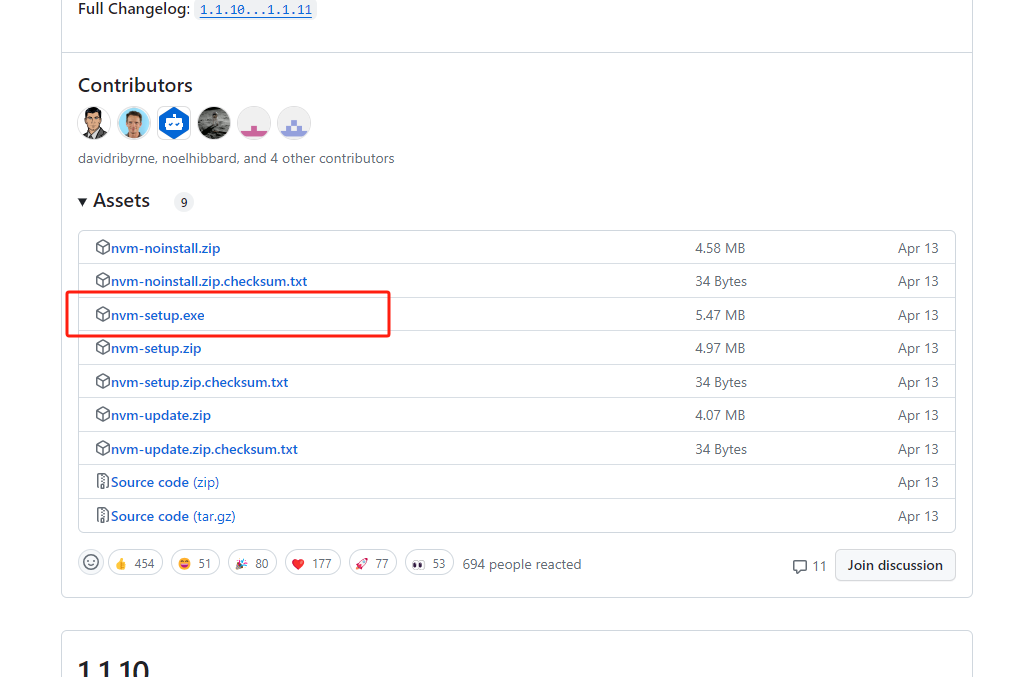 Full Changelog: 1.1.10...1.1.11
Contributors
davidribyrne, noelhibbard, and 4 other contributors
Assets 9
nvm-noinstall.zip 4.58 MB Apr 13
nvm-noinstall.zip.checksum.txt 34 Bytes Apr 13
nvm-setup.exe 5.47 MB Apr 13
nvm-setup.zip 4.97 MB Apr 13
nvm-setup.zip.checksum.txt 34 Bytes Apr 13
nvm-update.zip 4.07 MB Apr 13
nvm-update.zip.checksum.txt 34 Bytes Apr 13
Source code (zip) Apr 13
Source code (tar.gz) Apr 13
454 51 80 177 77 53 694 people reacted 11 Join discussion
1.1.10